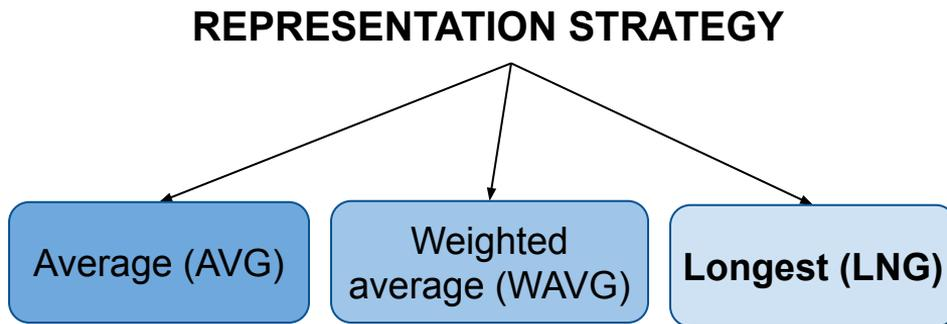 REPRESENTATION STRATEGY
Average (AVG)
Weighted
average (WAVG)
Longest (LNG)